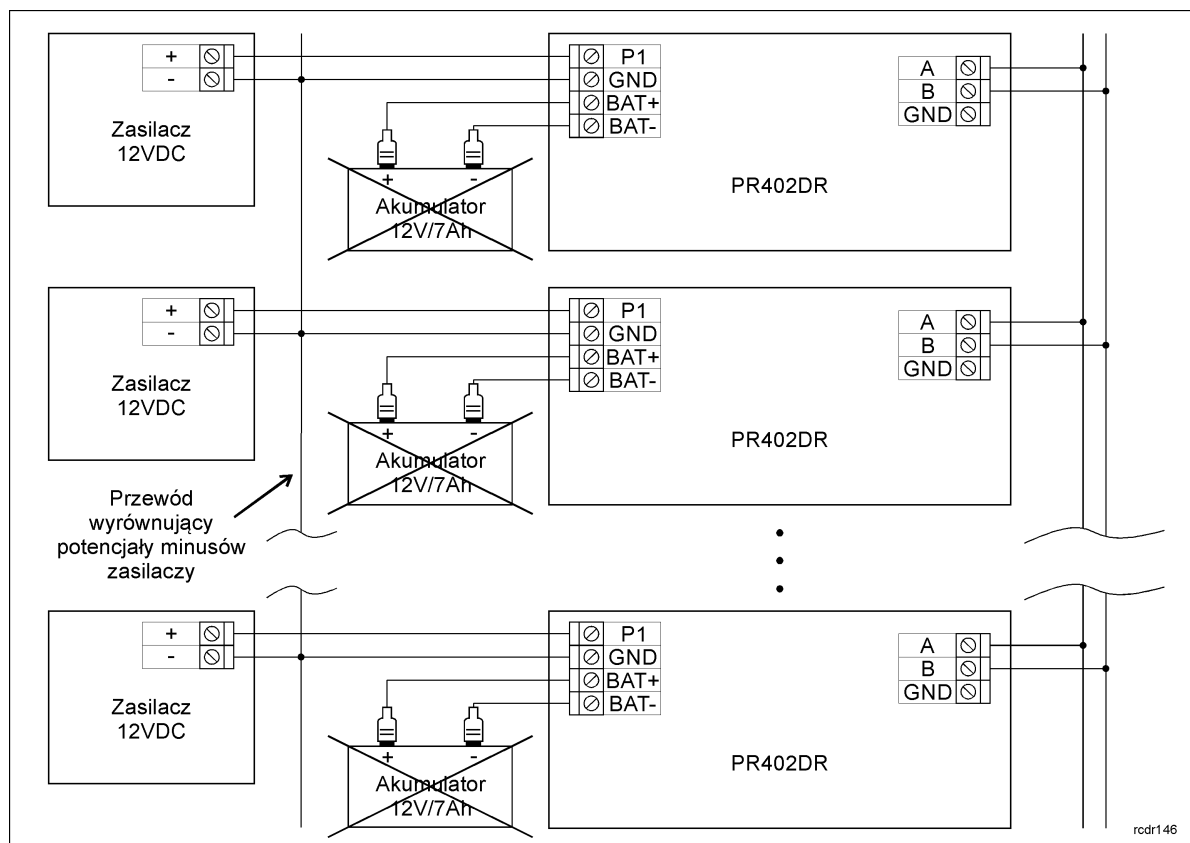 +
-
Zasilacz
12VDC
P1
GND
BAT+
BAT-
+ -
Akumulator
12V/7Ah
PR402DR
A
B
GND
+
-
Zasilacz
12VDC
P1
GND
BAT+
BAT-
+ -
Akumulator
12V/7Ah
PR402DR
A
B
GND
Przewód
wyrównujący
potencjały minusów
zasilaczy
+
-
Zasilacz
12VDC
P1
GND
BAT+
BAT-
+ -
Akumulator
12V/7Ah
PR402DR
A
B
GND
rcdr146